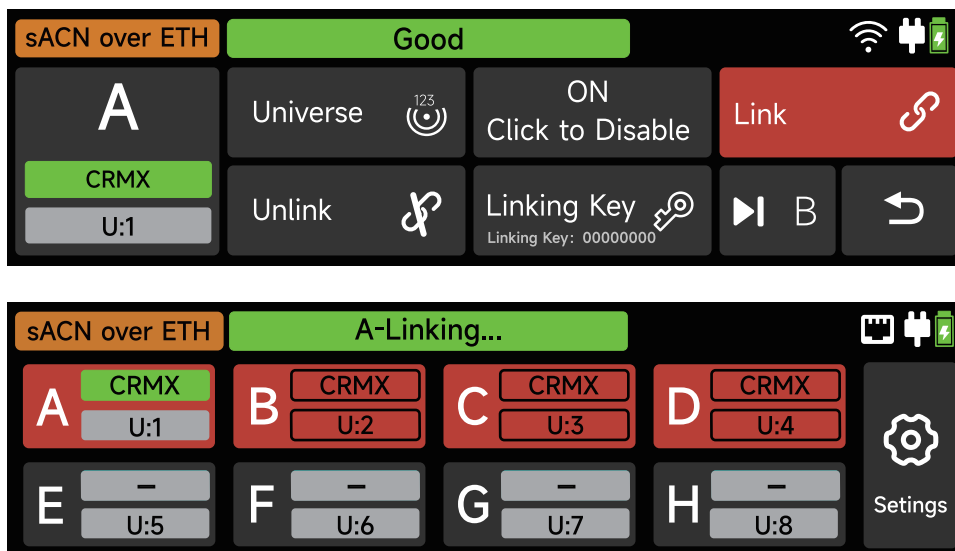 sACN over ETH
Good
A
CRMX
U:1
Universe
123
ON
Click to Disable
Link
Unlink
Linking Key
Linking Key: 00000000
B
sACN over ETH
A-Linking...
A
CRMX
U:1
B
CRMX
U:2
C
CRMX
U:3
D
CRMX
U:4
E
–
U:5
F
–
U:6
G
–
U:7
H
–
U:8
Setings